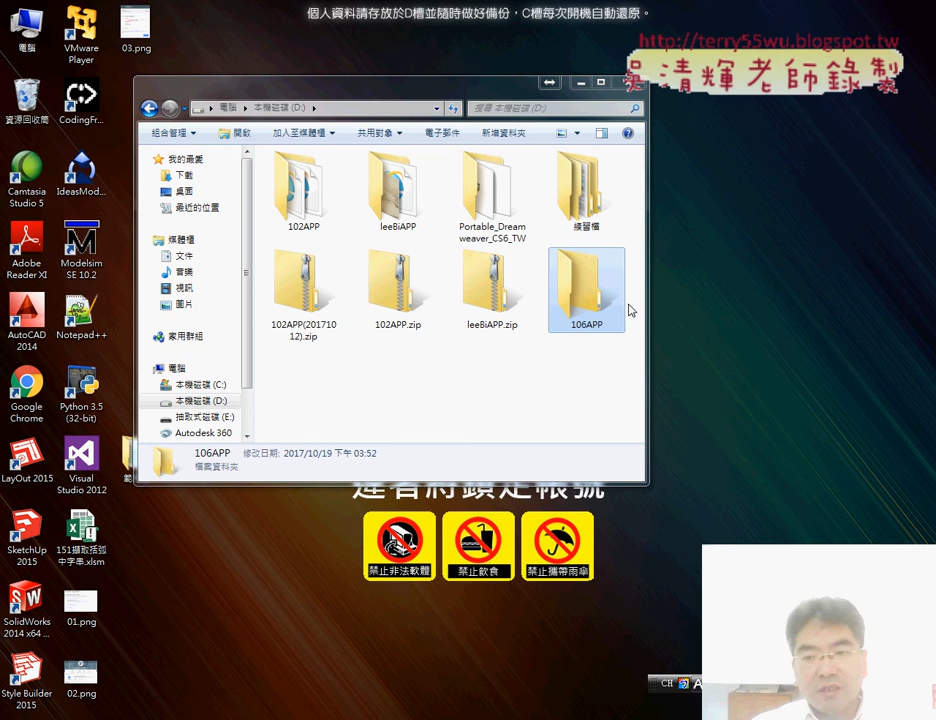 個人資料請存放於D槽並隨時做好備份，C槽每次開機自動還原。
http://terry55wu.blogspot.tw
吳清輝老師錄製
電腦
VMware Player
03.png
資源回收筒
CodingFr...
Camtasia Studio 5
IdeasMod...
Adobe Reader XI
Modelsim SE 10.2
AutoCAD 2014
Notepad++
Google Chrome
Python 3.5 (32-bit)
LayOut 2015
Visual Studio 2012
SketchUp 2015
151擷取括弧中字串.xlsm
SolidWorks 2014 x64 ...
01.png
Style Builder 2015
02.png
電腦 本機磁碟 (D:)
搜尋 本機磁碟 (D:)
組合管理 開啟 加入至媒體櫃 共用對象 電子郵件 新增資料夾
我的最愛
下載
桌面
最近的位置
媒體櫃
文件
音樂
視訊
圖片
家用群組
電腦
本機磁碟 (C:)
本機磁碟 (D:)
抽取式磁碟 (E:)
Autodesk 360
102APP
leeBiAPP
Portable_Dreamweaver_CS6_TW
練習檔
102APP(20171012).zip
102APP.zip
leeBiAPP.zip
106APP
106APP 修改日期: 2017/10/19 下午 03:52
檔案資料夾
違者將鎖定帳號
禁止非法軟體
禁止飲食
禁止攜帶雨傘
CH